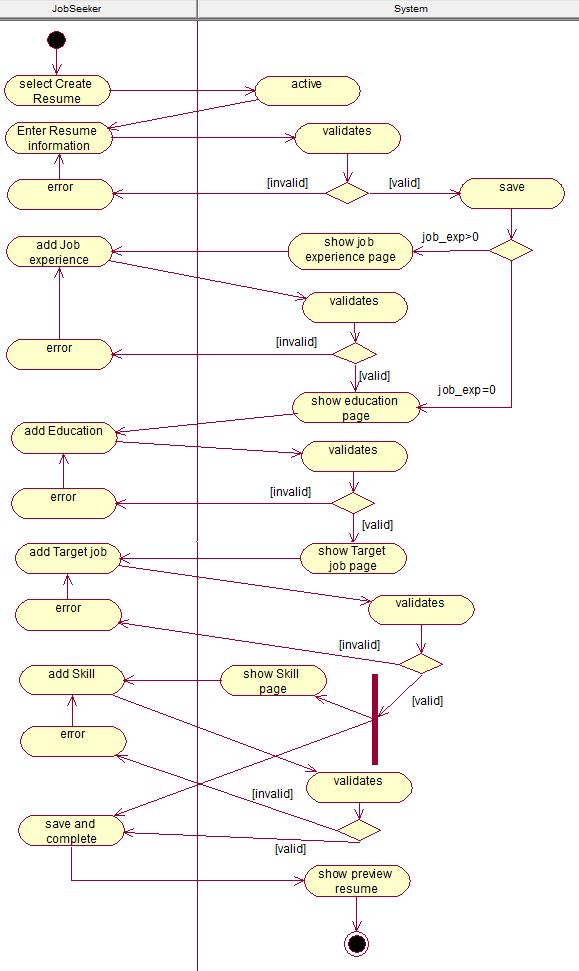 JobSeeker
System
select Create
Resume
active
Enter Resume
information
validates
error
[invalid]
[valid]
save
add Job
experience
show job
experience page
job_exp>0
validates
error
[invalid]
[valid]
job_exp=0
show education
page
add Education
validates
error
[invalid]
[valid]
add Target job
show Target
job page
error
validates
[invalid]
add Skill
show Skill
page
[valid]
error
validates
[invalid]
save and
complete
[valid]
show preview
resume